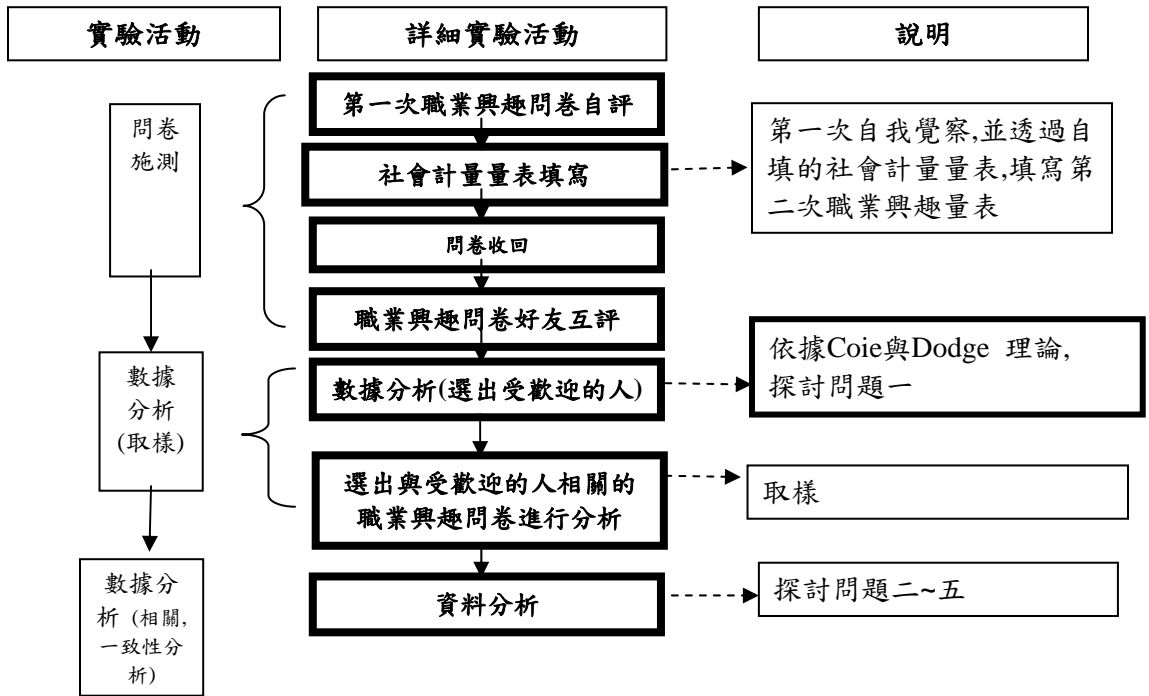 實驗活動
詳細實驗活動
說明
問卷
施測
數據
分析
(取樣)
數據分
析 (相關,
一致性分
析)
第一次職業興趣問卷自評
社會計量量表填寫
問卷收回
職業興趣問卷好友互評
數據分析(選出受歡迎的人)
選出與受歡迎的人相關的
職業興趣問卷進行分析
資料分析
第一次自我覺察,並透過自
填的社會計量量表,填寫第
二次職業興趣量表
依據Coie與Dodge 理論,
探討問題一
取樣
探討問題二~五